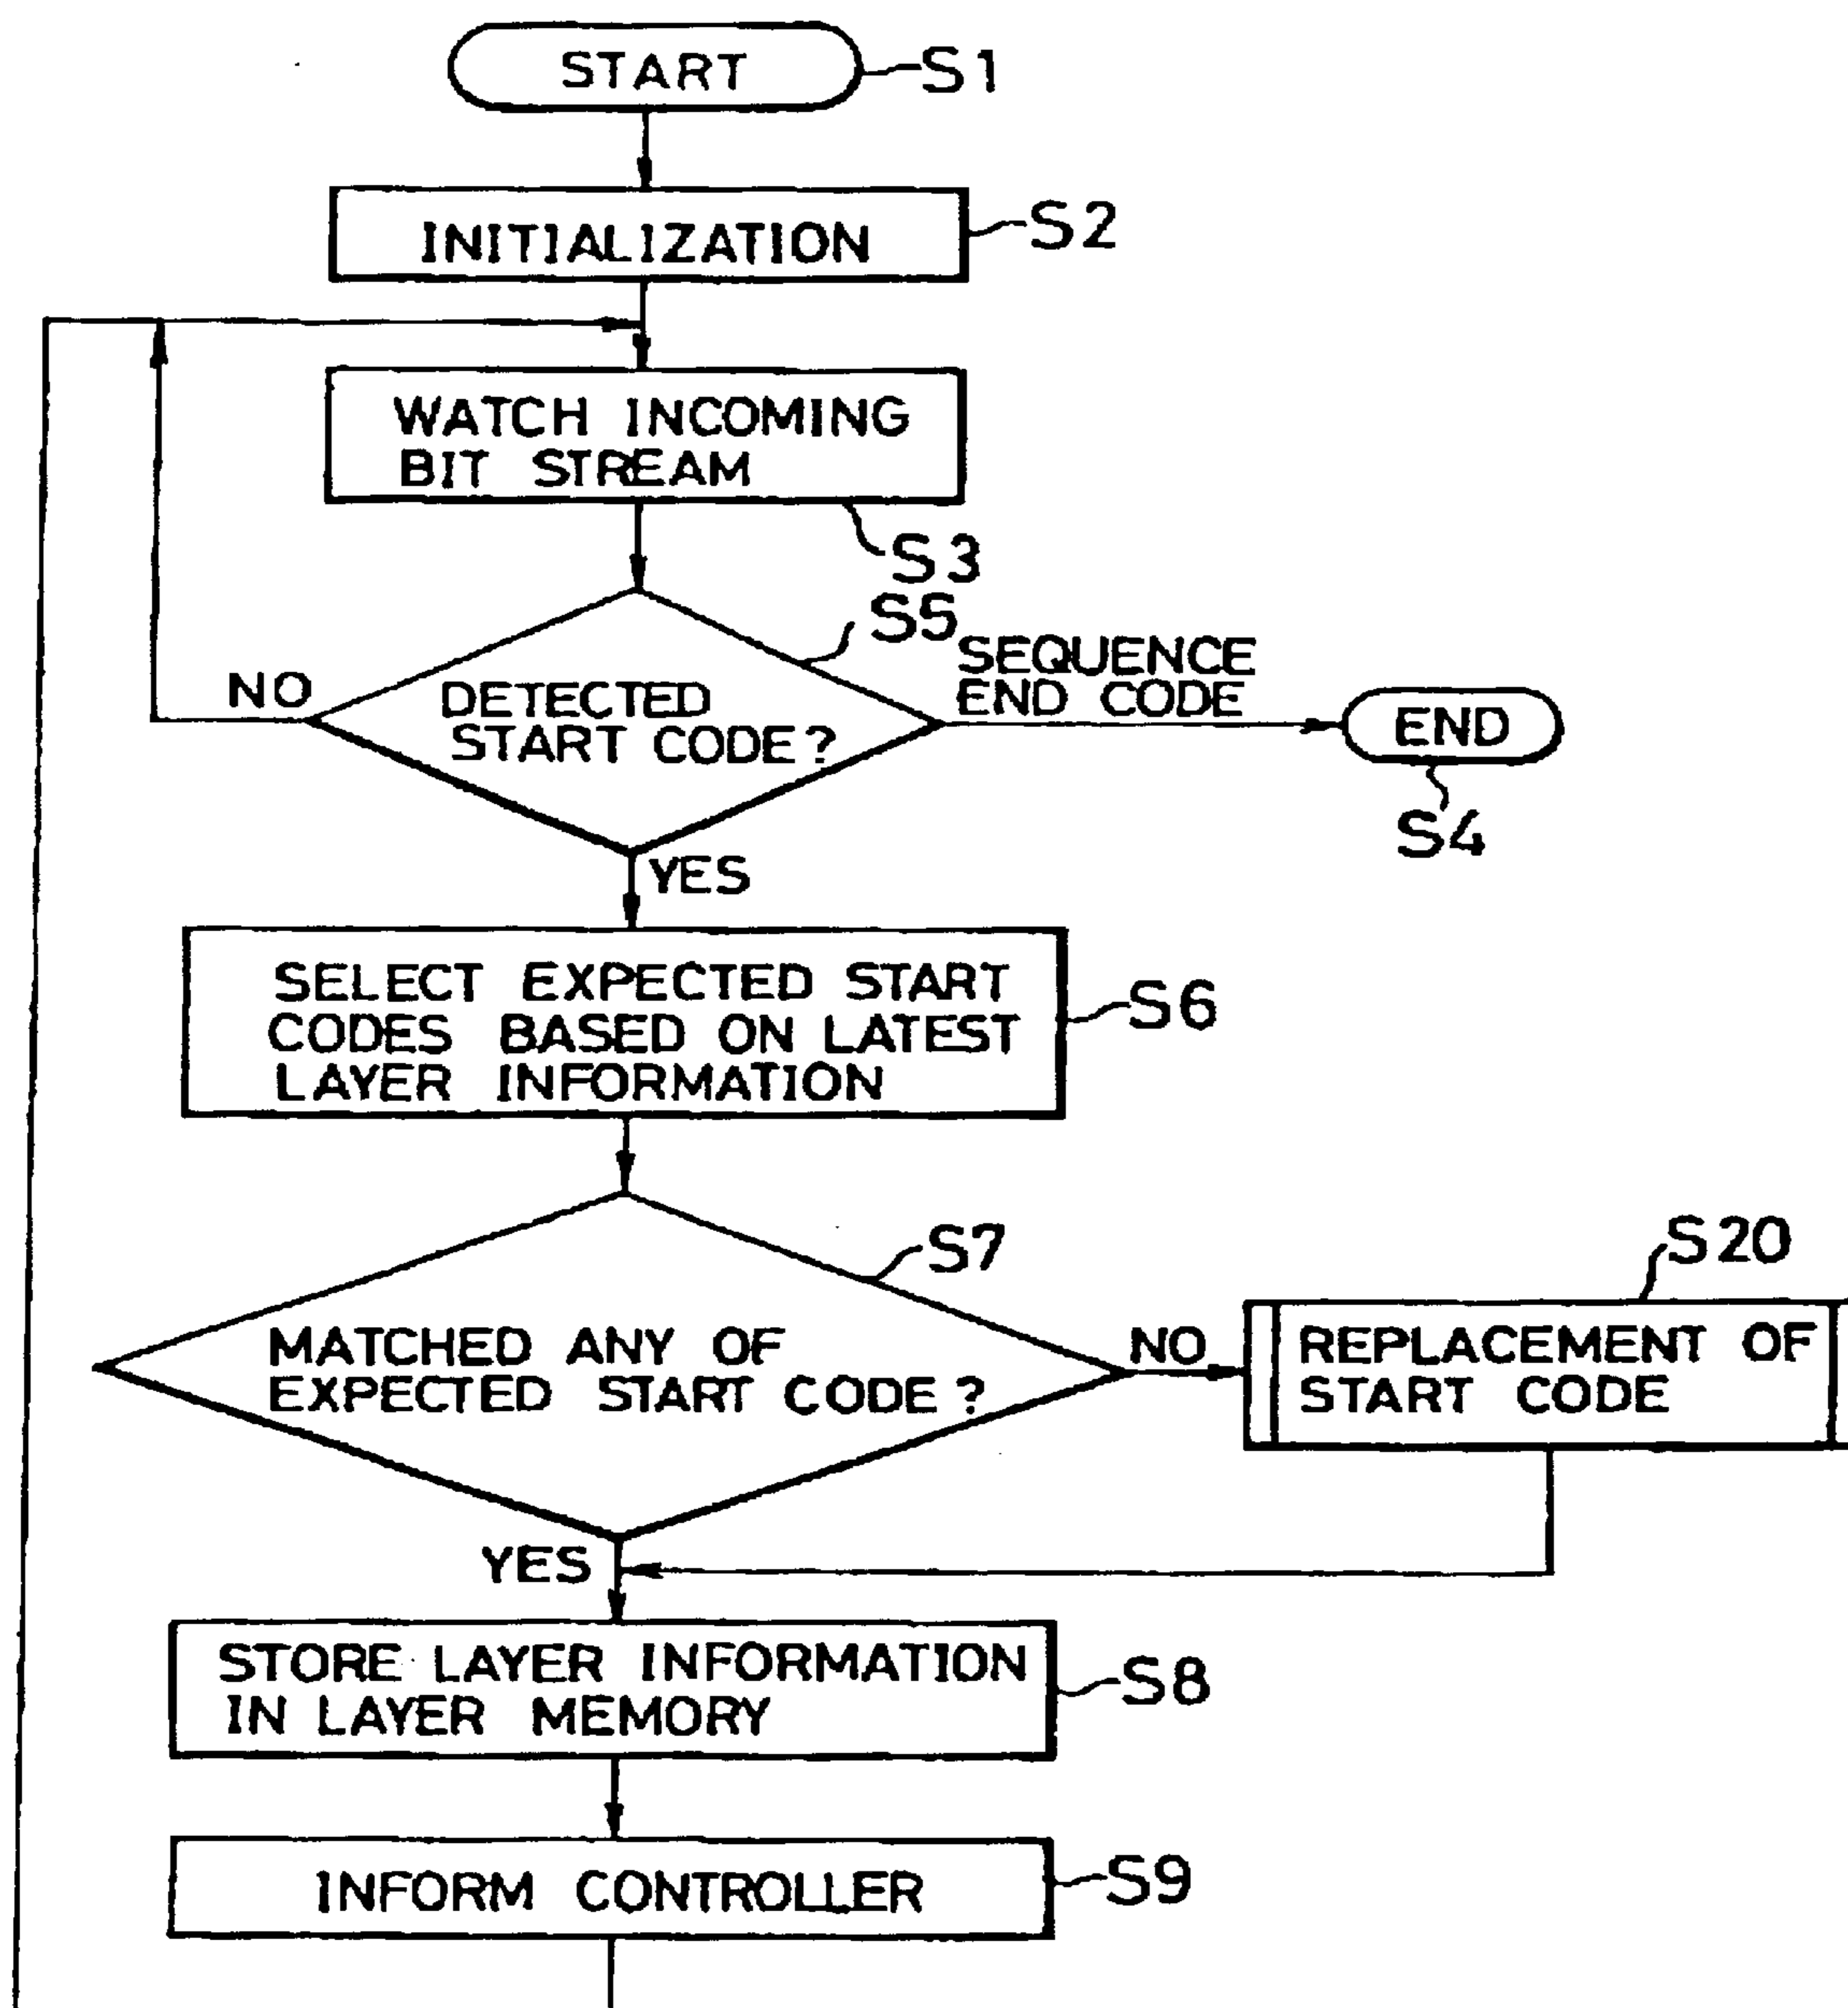 START
S1
INITIALIZATION
S2
WATCH INCOMING
BIT STREAM
S3
S5
DETECTED
START CODE?
NO
SEQUENCE
END CODE
END
S4
YES
SELECT EXPECTED START
CODES BASED ON LATEST
LAYER INFORMATION
S6
S7
MATCHED ANY OF
EXPECTED START CODE?
NO
S20
REPLACEMENT OF
START CODE
YES
STORE LAYER INFORMATION
IN LAYER MEMORY
S8
INFORM CONTROLLER
S9